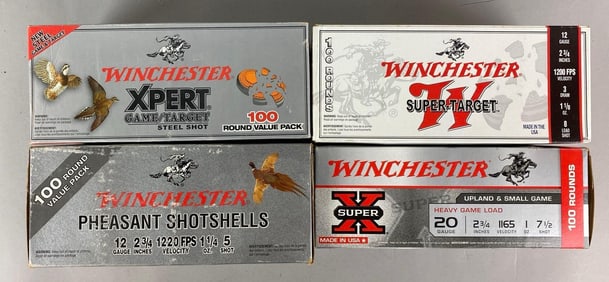 NEW
STEEL
GAME & TARGET
WINCHESTER
XPERT
GAME/TARGET
STEEL SHOT
100
ROUND VALUE PACK
100 ROUNDS
WINCHESTER
W
SUPER-TARGET
12
GAUGE
2 3/4
INCHES
1200 FPS
VELOCITY
3
DRAM
1 1/8
OZ.
8
LEAD
SHOT
MADE IN THE
USA
100 ROUND
VALUE PACK
WINCHESTER
PHEASANT SHOTSHELLS
12 2 3/4 1220 FPS 1 1/4 5
GAUGE INCHES VELOCITY OZ. SHOT
WINCHESTER
SUPER X
MADE IN USA
UPLAND & SMALL GAME
HEAVY GAME LOAD
20 2 3/4 1165 1 7 1/2
GAUGE INCHES VELOCITY OZ. SHOT
100 ROUNDS